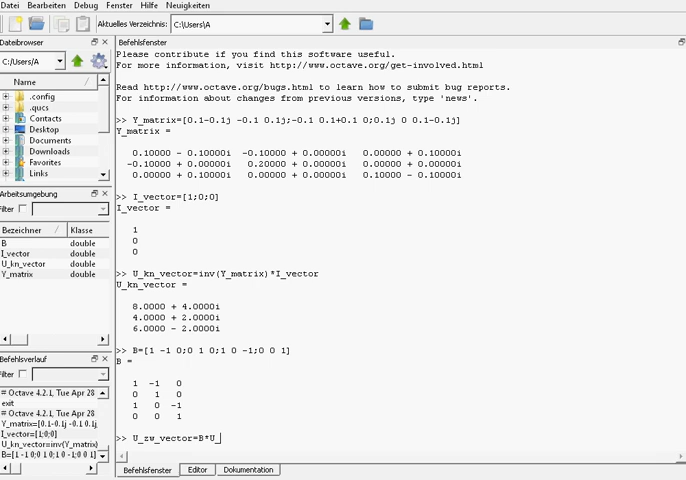 Datei Bearbeiten Debug Fenster Hilfe Neuigkeiten
Aktuelles Verzeichnis: C:\Users\A
Dateibrowser
C:/Users/A
Name
.config
.qucs
Contacts
Desktop
Documents
Downloads
Favorites
Links
Arbeitsumgebung
Filter
Bezeichner Klasse
B double
I_vector double
U_kn_vector double
Y_matrix double
Befehlsverlauf
Filter
# Octave 4.2.1, Tue Apr 28
exit
# Octave 4.2.1, Tue Apr 28
Y_matrix=[0.1-0.1j -0.1 0.1j;
I_vector=[1;0;0]
U_kn_vector=inv(Y_matrix)
B=[1 -1 0;0 1 0;1 0 -1;0 0 1]
Befehlsfenster
Please contribute if you find this software useful.
For more information, visit http://www.octave.org/get-involved.html
Read http://www.octave.org/bugs.html to learn how to submit bug reports.
For information about changes from previous versions, type 'news'.
>> Y_matrix=[0.1-0.1j -0.1 0.1j;-0.1 0.1+0.1 0;0.1j 0 0.1-0.1j]
Y_matrix =
0.10000 - 0.10000i -0.10000 + 0.00000i 0.00000 + 0.10000i
-0.10000 + 0.00000i 0.20000 + 0.00000i 0.00000 + 0.00000i
0.00000 + 0.10000i 0.00000 + 0.00000i 0.10000 - 0.10000i
>> I_vector=[1;0;0]
I_vector =
1
0
0
>> U_kn_vector=inv(Y_matrix)*I_vector
U_kn_vector =
8.0000 + 4.0000i
4.0000 + 2.0000i
6.0000 - 2.0000i
>> B=[1 -1 0;0 1 0;1 0 -1;0 0 1]
B =
1 -1 0
0 1 0
1 0 -1
0 0 1
>> U_zw_vector=B*U_
Befehlsfenster Editor Dokumentation